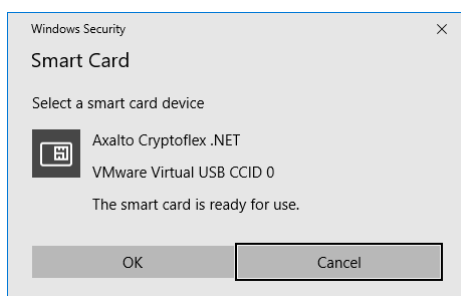 Windows Security
Smart Card
Select a smart card device
Axalto Cryptoflex .NET
VMware Virtual USB CCID 0
The smart card is ready for use.
OK
Cancel